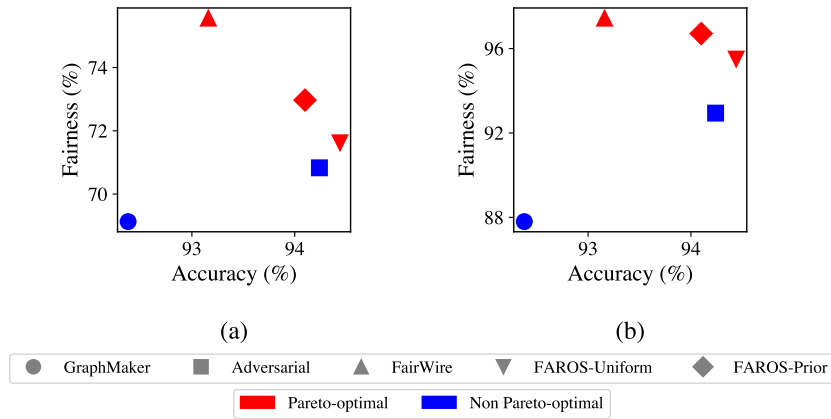 Fairness (%)
74
72
70
93
94
Accuracy (%)
(a)
Fairness (%)
96
92
88
93
94
Accuracy (%)
(b)
GraphMaker Adversarial FairWire FAROS-Uniform FAROS-Prior
Pareto-optimal Non Pareto-optimal